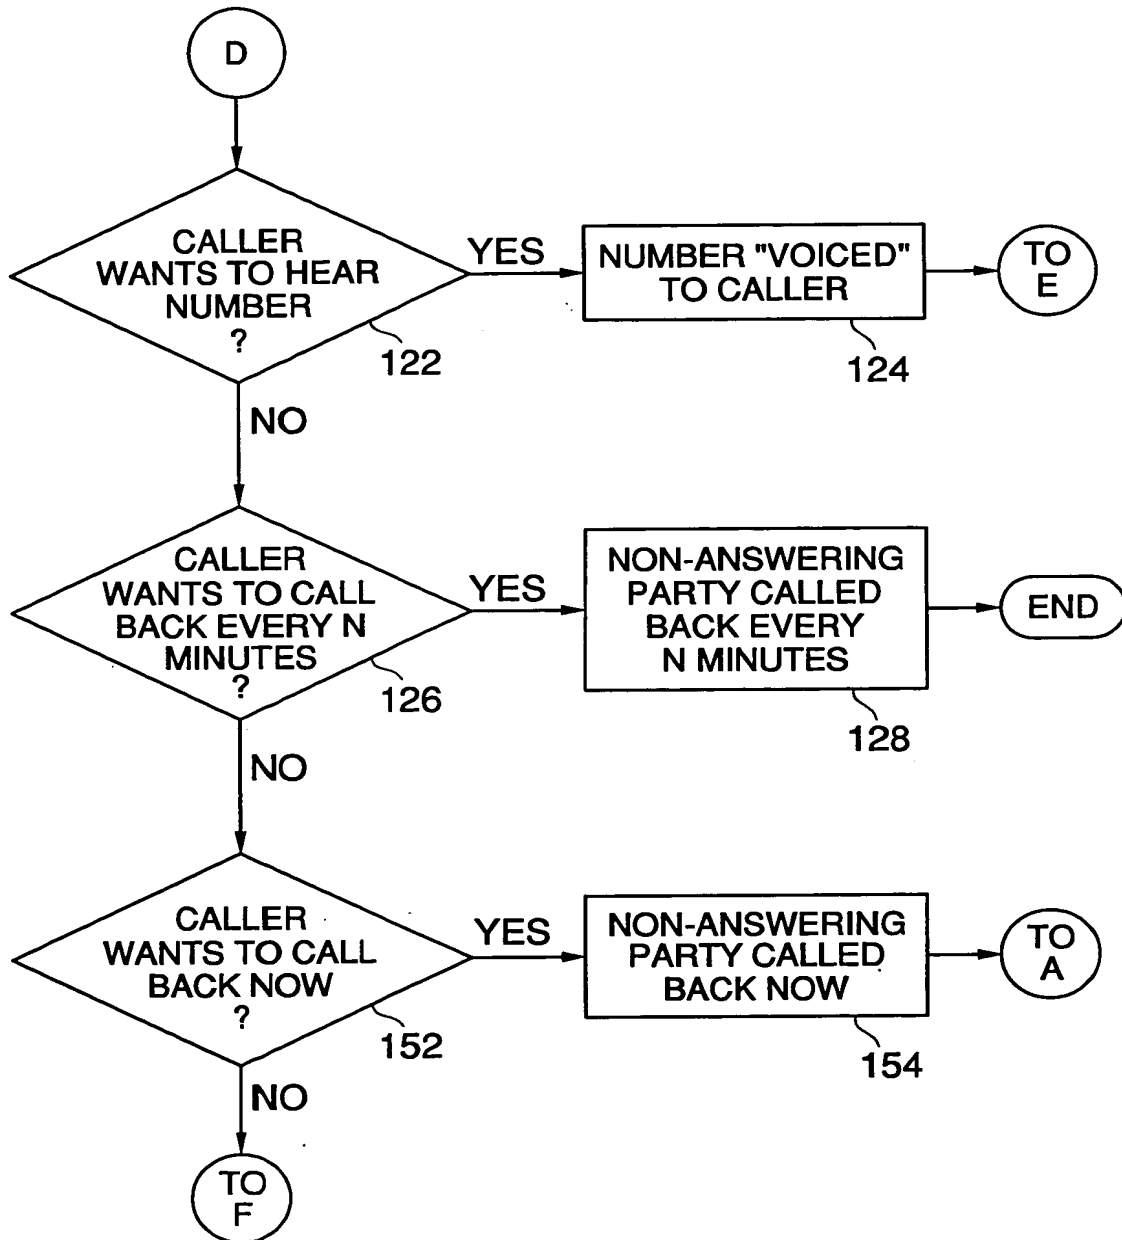 D
CALLER
WANTS TO HEAR
NUMBER
?
122
YES
NUMBER "VOICED"
TO CALLER
124
TO
E
NO
CALLER
WANTS TO CALL
BACK EVERY N
MINUTES
?
126
YES
NON-ANSWERING
PARTY CALLED
BACK EVERY
N MINUTES
128
END
NO
CALLER
WANTS TO CALL
BACK NOW
?
152
YES
NON-ANSWERING
PARTY CALLED
BACK NOW
154
TO
A
NO
TO
F